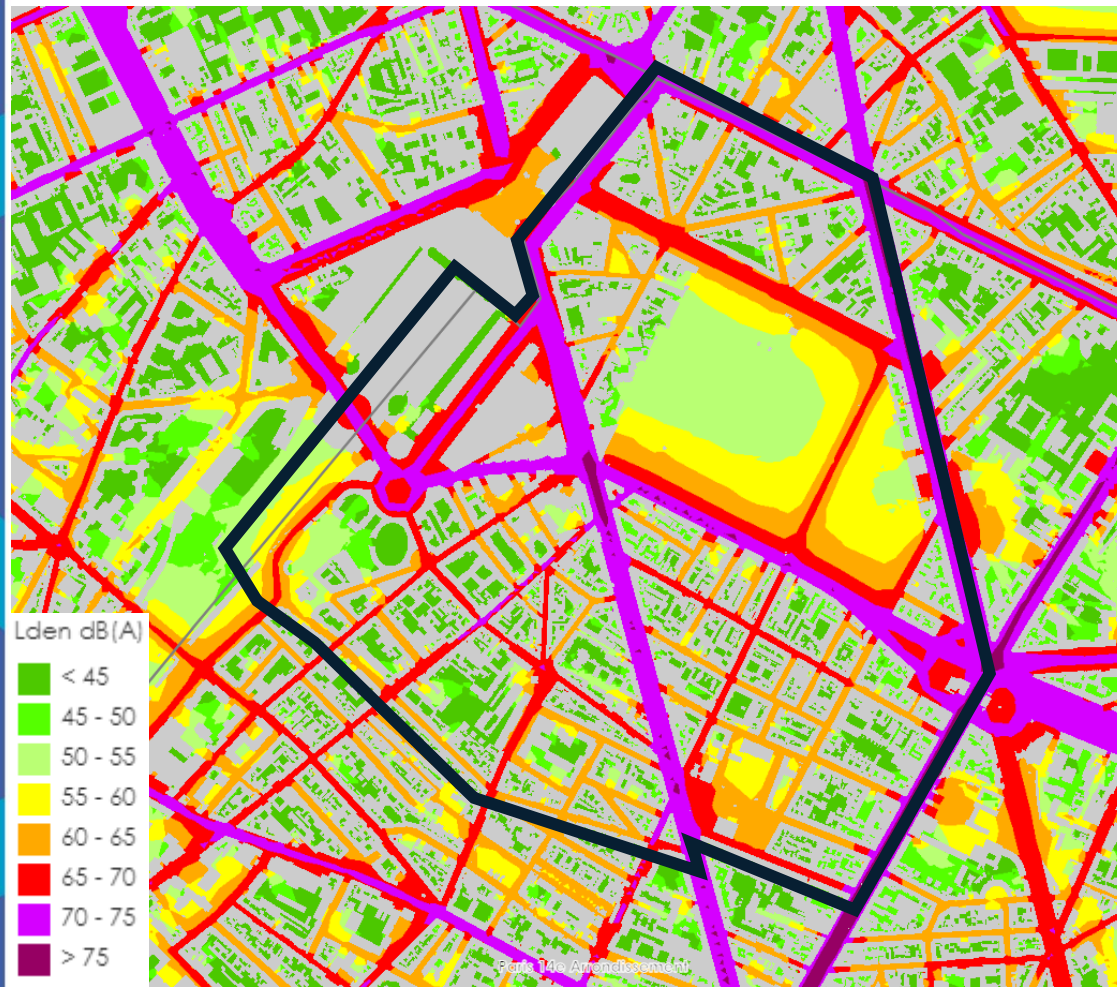 Lden dB(A)
< 45
45 - 50
50 - 55
55 - 60
60 - 65
65 - 70
70 - 75
> 75
Paris 14e Arrondissement